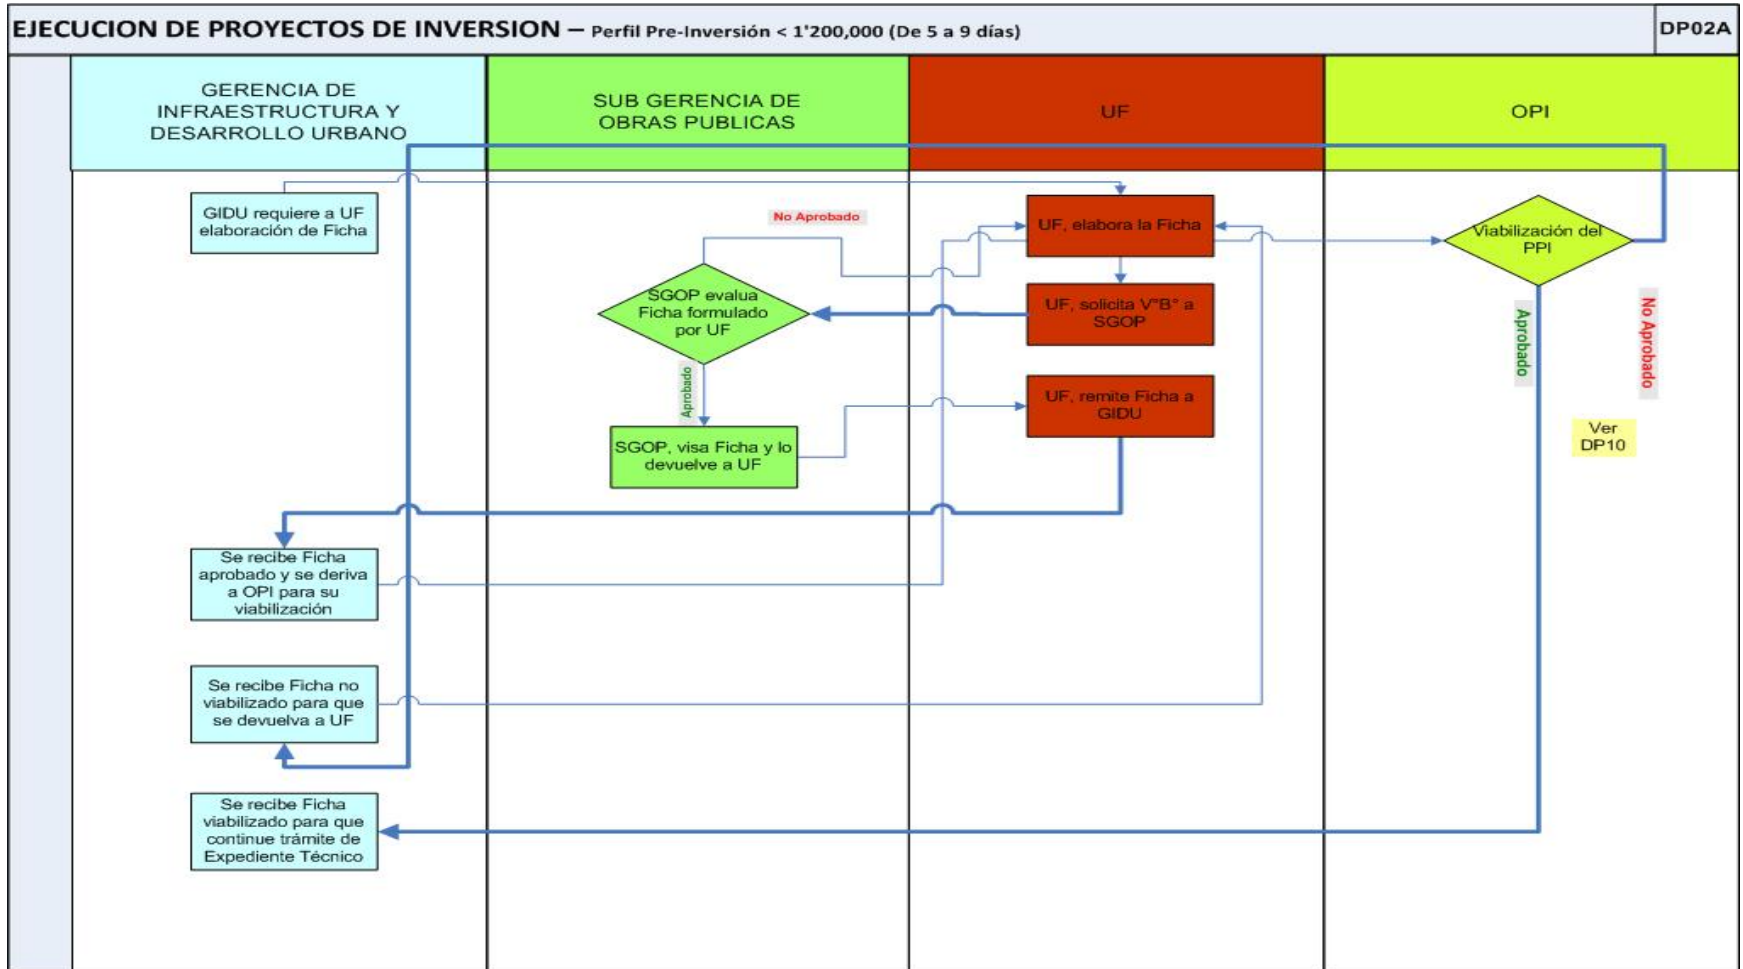 EJECUCION DE PROYECTOS DE INVERSION – Perfil Pre-Inversión < 1'200,000 (De 5 a 9 días)
DP02A
GERENCIA DE
INFRAESTRUCTURA Y
DESARROLLO URBANO
SUB GERENCIA DE
OBRAS PUBLICAS
UF
OPI
GIDU requiere a UF
elaboración de Ficha
No Aprobado
UF, elabora la Ficha
Viabilización del
PPI
SGOP evalua
Ficha formulado
por UF
UF, solicita V°B° a
SGOP
Aprobado
No Aprobado
Aprobado
UF, remite Ficha a
GIDU
SGOP, visa Ficha y lo
devuelve a UF
Ver
DP10
Se recibe Ficha
aprobado y se deriva
a OPI para su
viabilización
Se recibe Ficha no
viabilizado para que
se devuelva a UF
Se recibe Ficha
viabilizado para que
continue trámite de
Expediente Técnico